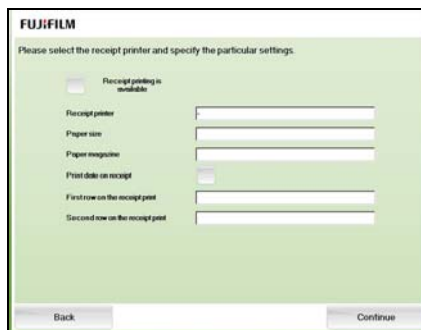 FUJIFILM
Please select the receipt printer and specify the particular settings.
Receipt printing is
available
Receipt printer
-
Paper size
Paper magazine
Print date on receipt
First row on the receipt print
Second row on the receipt print
Back
Continue